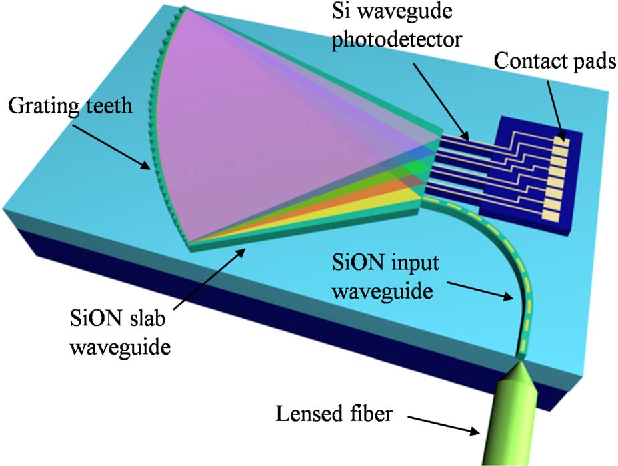 Si wavegude
photodetector
Contact pads
Grating teeth
SiON input
waveguide
SiON slab
waveguide
Lensed fiber